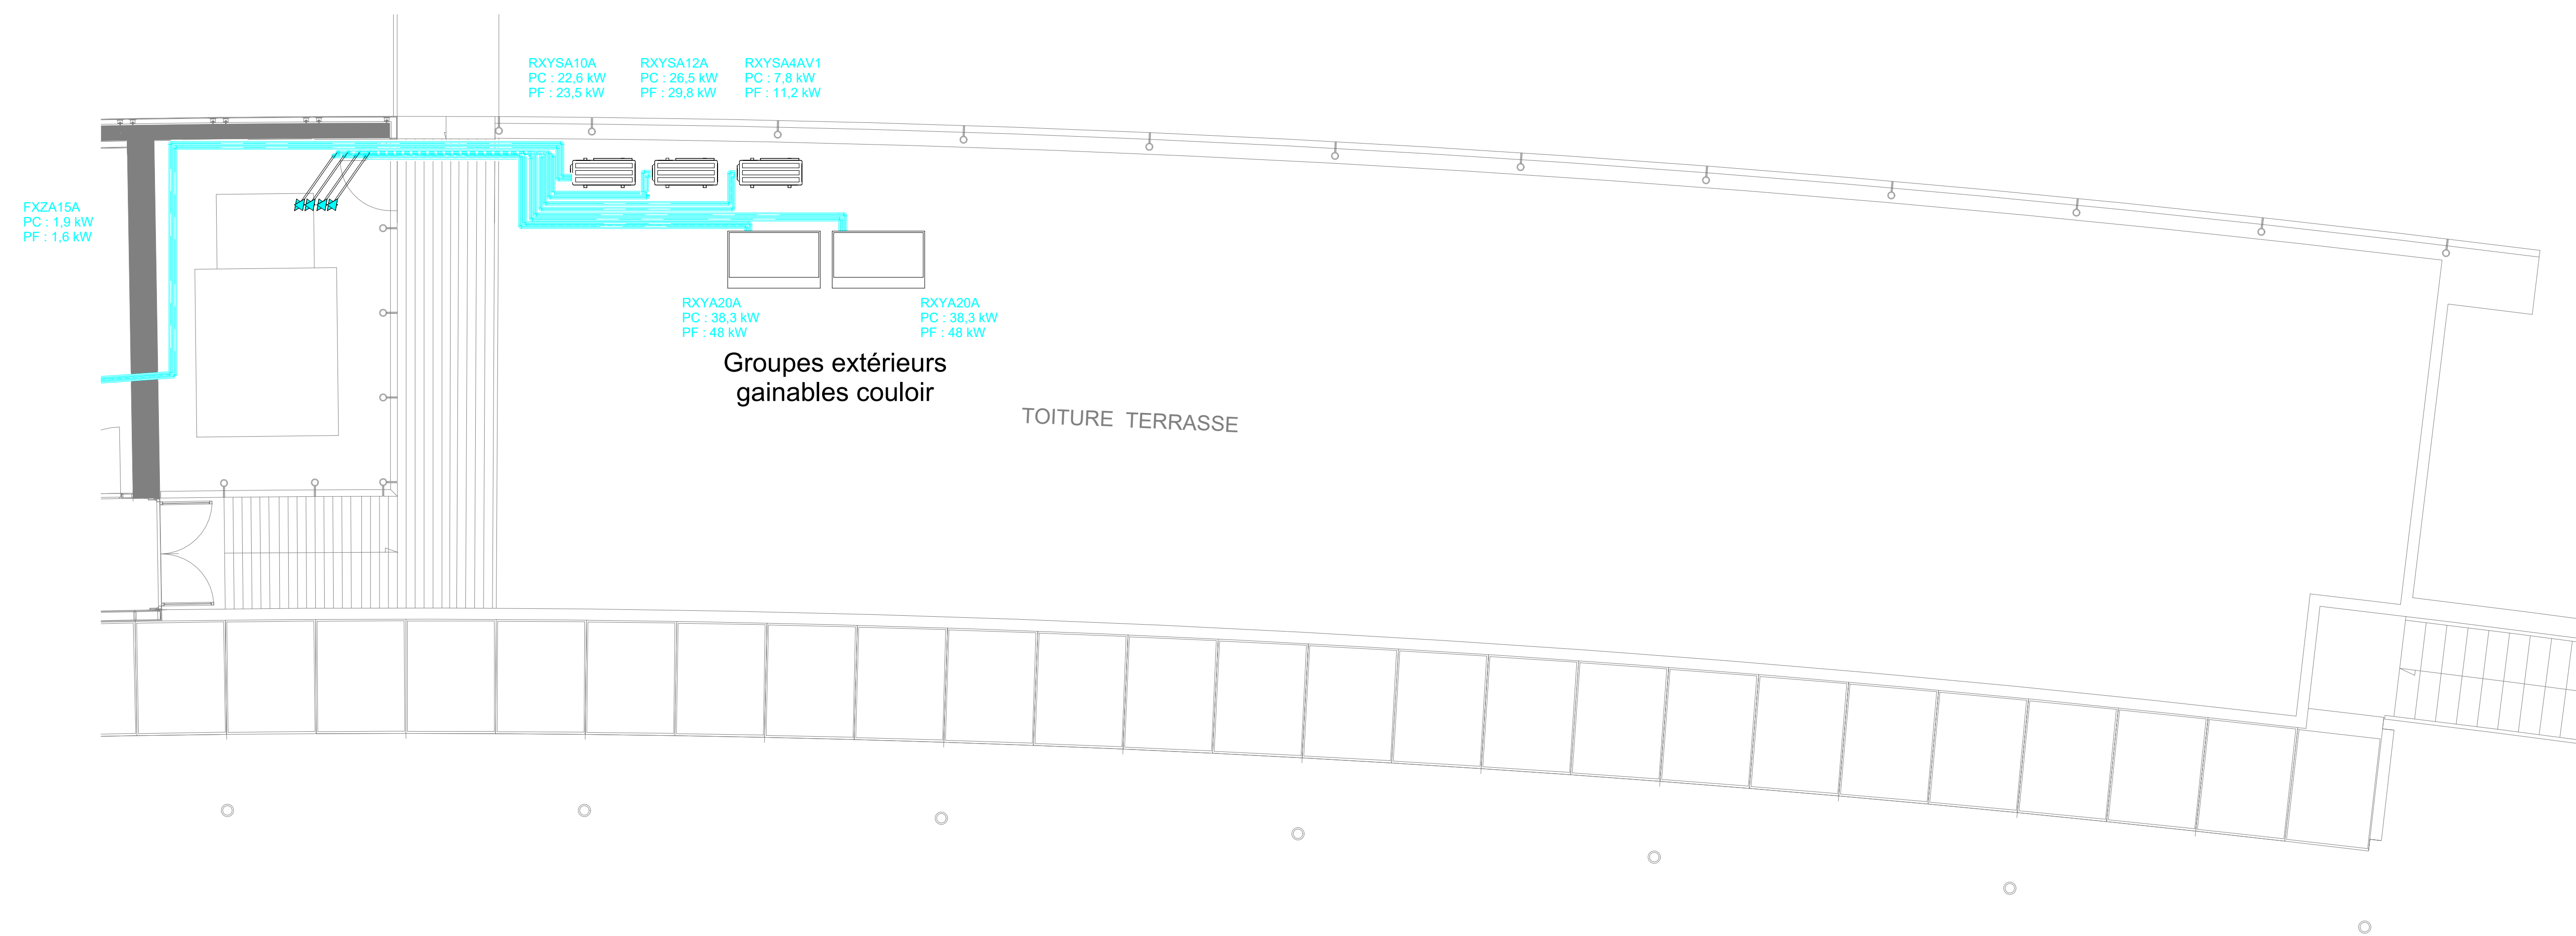 RXYSA10A
PC : 22,6 kW
PF : 23,5 kW
RXYSA12A
PC : 26,5 kW
PF : 29,8 kW
RXYSA4AV1
PC : 7,8 kW
PF : 11,2 kW
FXZA15A
PC : 1,9 kW
PF : 1,6 kW
RXYA20A
PC : 38,3 kW
PF : 48 kW
RXYA20A
PC : 38,3 kW
PF : 48 kW
Groupes extérieurs
gainables couloir
TOITURE TERRASSE